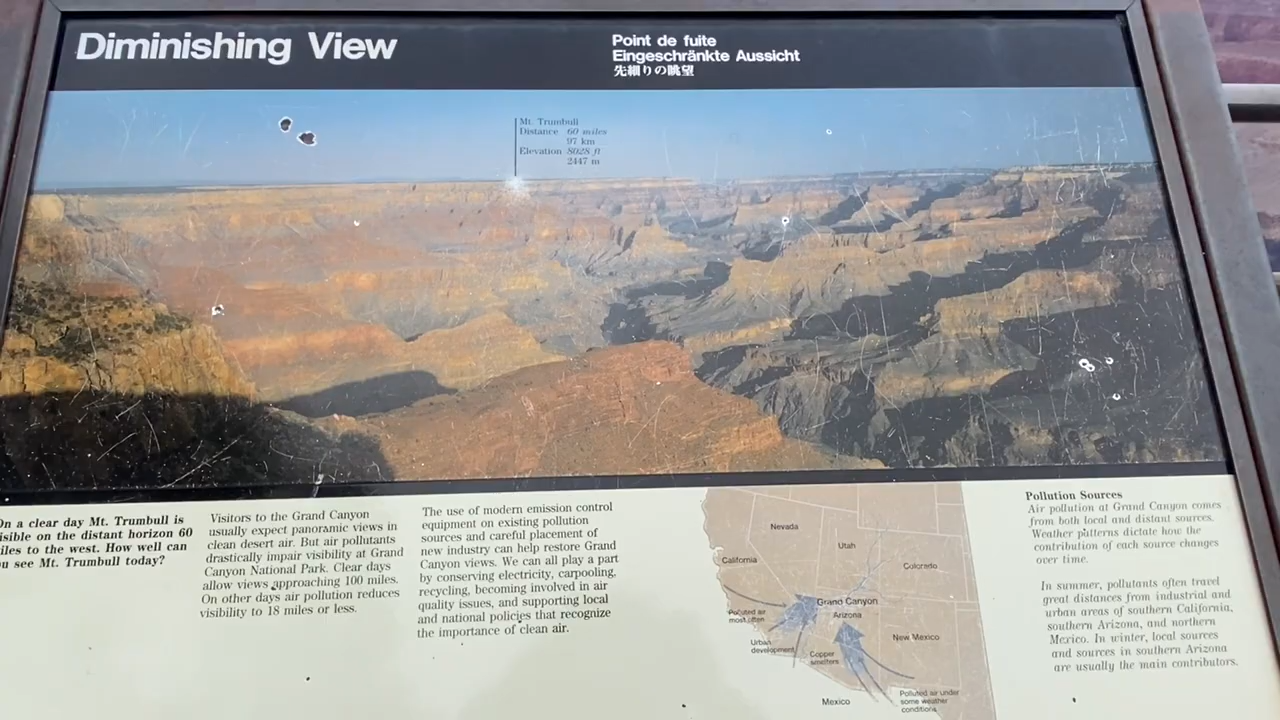 Diminishing View
Point de fuite
Eingeschränkte Aussicht
先細りの眺望
Mt. Trumbull
Distance 60 miles
97 km
Elevation 8028 ft
2447 m
On a clear day Mt. Trumbull is
visible on the distant horizon 60
miles to the west. How well can
you see Mt. Trumbull today?
Visitors to the Grand Canyon
usually expect panoramic views in
clean desert air. But air pollutants
drastically impair visibility at Grand
Canyon National Park. Clear days
allow views approaching 100 miles.
On other days air pollution reduces
visibility to 18 miles or less.
The use of modern emission control
equipment on existing pollution
sources and careful placement of
new industry can help restore Grand
Canyon views. We can all play a part
by conserving electricity, carpooling,
recycling, becoming involved in air
quality issues, and supporting local
and national policies that recognize
the importance of clean air.
Nevada
Utah
California
Colorado
Grand Canyon
Arizona
Polluted air
most often
New Mexico
Urban
development
Copper
smelters
Mexico
Polluted air under
some weather
conditions
Pollution Sources
Air pollution at Grand Canyon comes
from both local and distant sources.
Weather patterns dictate how the
contribution of each source changes
over time.
In summer, pollutants often travel
great distances from industrial and
urban areas of southern California,
southern Arizona, and northern
Mexico. In winter, local sources
and sources in southern Arizona
are usually the main contributors.